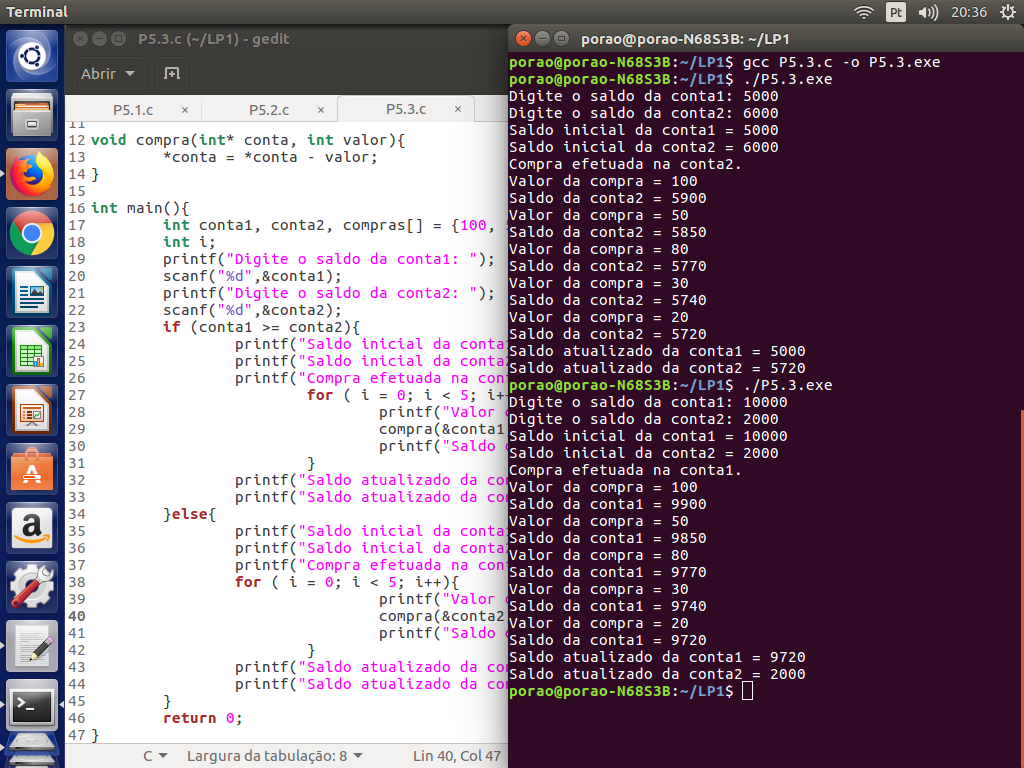 Terminal
Pt
20:36
P5.3.c (~/LP1) - gedit
Abrir
P5.1.c × P5.2.c × P5.3.c ×
11
12 void compra(int* conta, int valor){
13 *conta = *conta - valor;
14 }
15
16 int main(){
17 int conta1, conta2, compras[] = {100,
18 int i;
19 printf("Digite o saldo da conta1: ");
20 scanf("%d",&conta1);
21 printf("Digite o saldo da conta2: ");
22 scanf("%d",&conta2);
23 if (conta1 >= conta2){
24 printf("Saldo inicial da conta
25 printf("Saldo inicial da conta
26 printf("Compra efetuada na con
27 for ( i = 0; i < 5; i+
28 printf("Valor
29 compra(&conta1
30 printf("Saldo
31 }
32 printf("Saldo atualizado da co
33 printf("Saldo atualizado da co
34 }else{
35 printf("Saldo inicial da conta
36 printf("Saldo inicial da conta
37 printf("Compra efetuada na con
38 for ( i = 0; i < 5; i++){
39 printf("Valor
40 compra(&conta2
41 printf("Saldo
42 }
43 printf("Saldo atualizado da co
44 printf("Saldo atualizado da co
45 }
46 return 0;
47 }
C Largura da tabulação: 8 Lin 40, Col 47
porao@porao-N68S3B: ~/LP1
porao@porao-N68S3B:~/LP1$ gcc P5.3.c -o P5.3.exe
porao@porao-N68S3B:~/LP1$ ./P5.3.exe
Digite o saldo da conta1: 5000
Digite o saldo da conta2: 6000
Saldo inicial da conta1 = 5000
Saldo inicial da conta2 = 6000
Compra efetuada na conta2.
Valor da compra = 100
Saldo da conta2 = 5900
Valor da compra = 50
Saldo da conta2 = 5850
Valor da compra = 80
Saldo da conta2 = 5770
Valor da compra = 30
Saldo da conta2 = 5740
Valor da compra = 20
Saldo da conta2 = 5720
Saldo atualizado da conta1 = 5000
Saldo atualizado da conta2 = 5720
porao@porao-N68S3B:~/LP1$ ./P5.3.exe
Digite o saldo da conta1: 10000
Digite o saldo da conta2: 2000
Saldo inicial da conta1 = 10000
Saldo inicial da conta2 = 2000
Compra efetuada na conta1.
Valor da compra = 100
Saldo da conta1 = 9900
Valor da compra = 50
Saldo da conta1 = 9850
Valor da compra = 80
Saldo da conta1 = 9770
Valor da compra = 30
Saldo da conta1 = 9740
Valor da compra = 20
Saldo da conta1 = 9720
Saldo atualizado da conta1 = 9720
Saldo atualizado da conta2 = 2000
porao@porao-N68S3B:~/LP1$